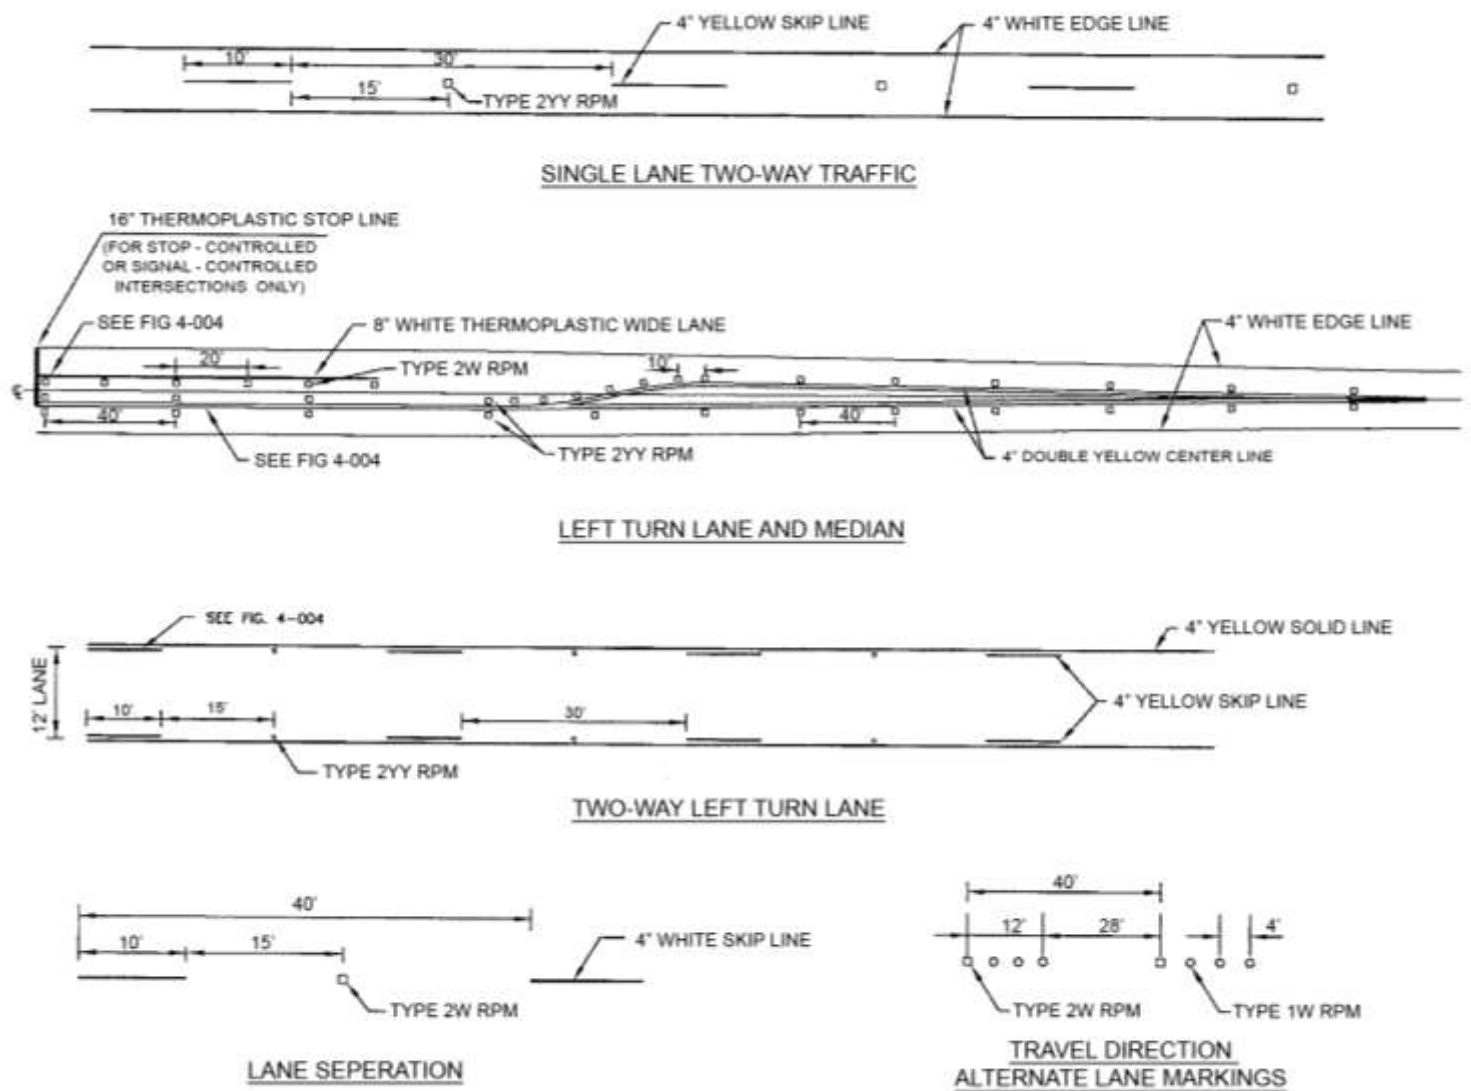 4" YELLOW SKIP LINE
4" WHITE EDGE LINE
10'
30'
15'
TYPE 2YY RPM
SINGLE LANE TWO-WAY TRAFFIC
16" THERMOPLASTIC STOP LINE
(FOR STOP - CONTROLLED
OR SIGNAL - CONTROLLED
INTERSECTIONS ONLY)
SEE FIG 4-004
8" WHITE THERMOPLASTIC WIDE LANE
4" WHITE EDGE LINE
20'
TYPE 2W RPM
10'
40'
40'
SEE FIG 4-004
TYPE 2YY RPM
4" DOUBLE YELLOW CENTER LINE
LEFT TURN LANE AND MEDIAN
SEE FIG. 4-004
4" YELLOW SOLID LINE
12' LANE
10'
15'
30'
4" YELLOW SKIP LINE
TYPE 2YY RPM
TWO-WAY LEFT TURN LANE
40'
10'
15'
4" WHITE SKIP LINE
TYPE 2W RPM
LANE SEPERATION
40'
12'
28'
4'
TYPE 2W RPM
TYPE 1W RPM
TRAVEL DIRECTION
ALTERNATE LANE MARKINGS